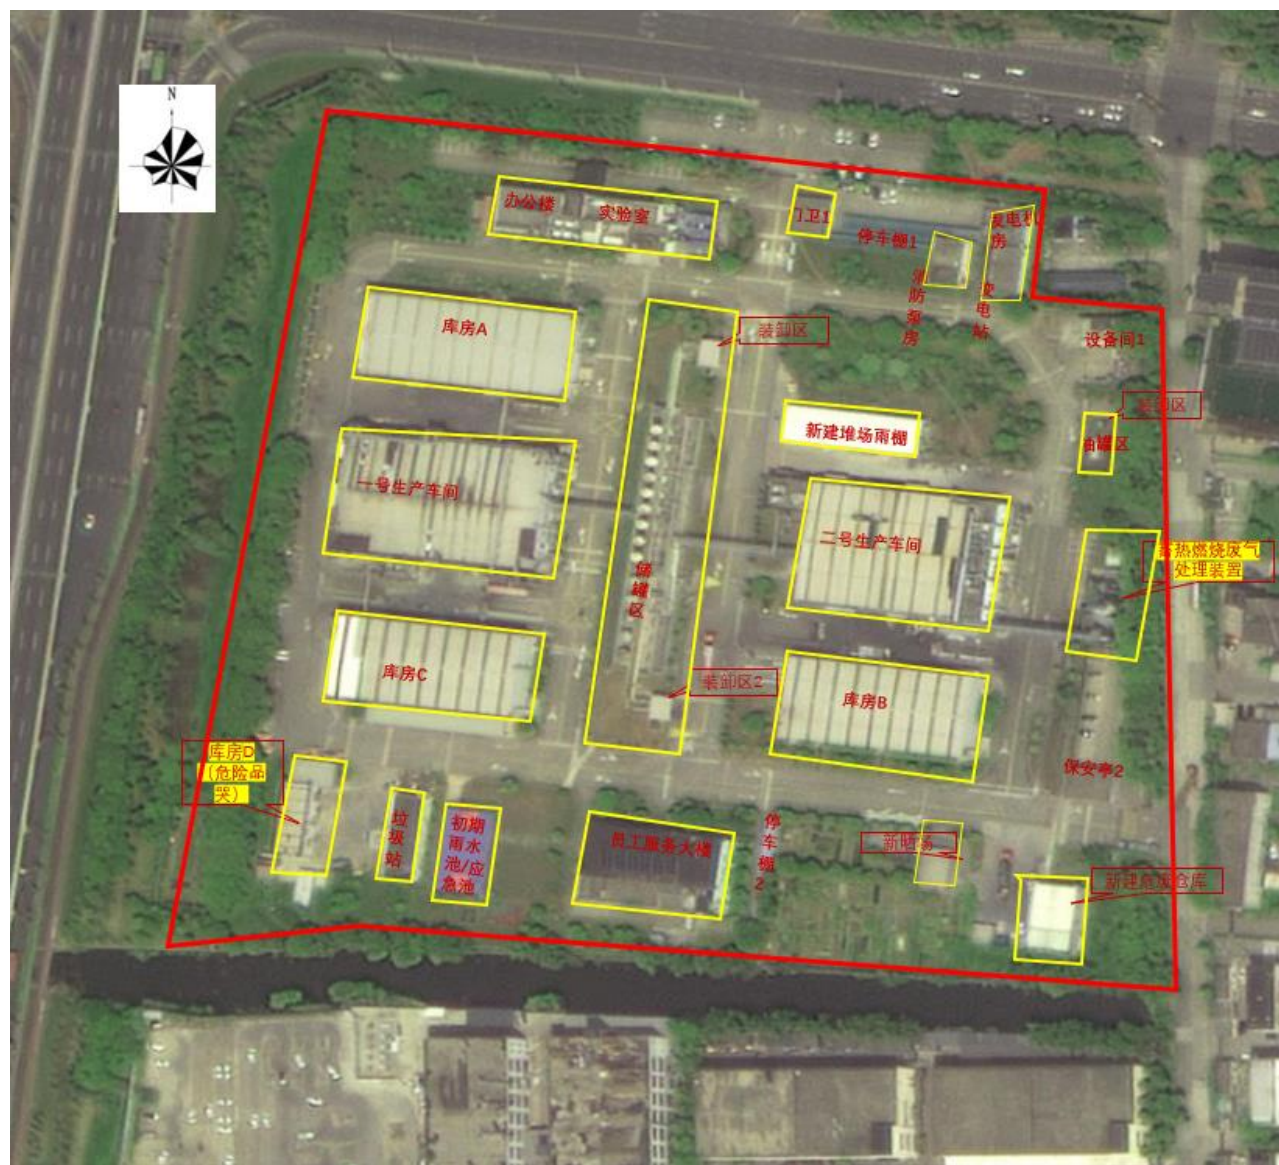 N
办公楼
实验室
门卫1
停车棚1
发电机
房
消
防
泵
房
变
电
站
设备间1
库房A
装卸区
装卸区
油罐区
新建堆场雨棚
一号生产车间
二号生产车间
蓄热燃烧废气
处理装置
储
罐
区
库房C
装卸区2
库房B
保安亭2
库房D
（危险品
哭）
垃
圾
站
初期
雨水
池/应
急池
员工服务大楼
停
车
棚
2
新晒场
新建危废仓库